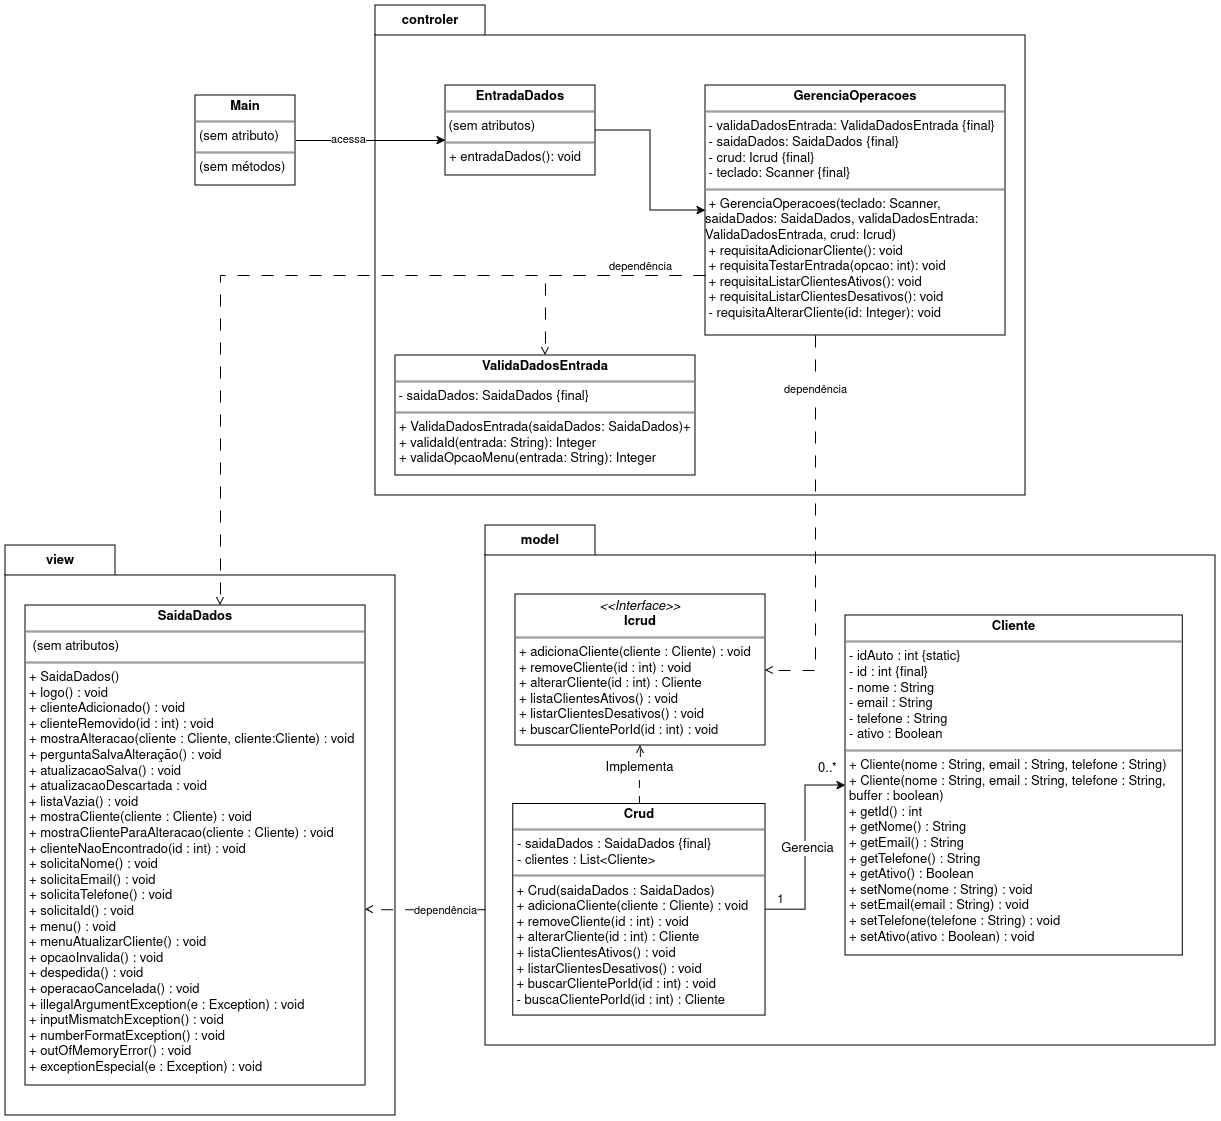 controler
Main
(sem atributo)
(sem métodos)
acessa
EntradaDados
(sem atributos)
+ entradaDados(): void
GerenciaOperacoes
- validaDadosEntrada: ValidaDadosEntrada {final}
- saidaDados: SaidaDados {final}
- crud: Icrud {final}
- teclado: Scanner {final}
+ GerenciaOperacoes(teclado: Scanner,
saidaDados: SaidaDados, validaDadosEntrada:
ValidaDadosEntrada, crud: Icrud)
+ requisitaAdicionarCliente(): void
+ requisitaTestarEntrada(opcao: int): void
+ requisitaListarClientesAtivos(): void
+ requisitaListarClientesDesativos(): void
- requisitaAlterarCliente(id: Integer): void
dependência
ValidaDadosEntrada
- saidaDados: SaidaDados {final}
+ ValidaDadosEntrada(saidaDados: SaidaDados)+
+ validaId(entrada: String): Integer
+ validaOpcaoMenu(entrada: String): Integer
dependência
view
SaidaDados
(sem atributos)
+ SaidaDados()
+ logo() : void
+ clienteAdicionado() : void
+ clienteRemovido(id : int) : void
+ mostraAlteracao(cliente : Cliente, cliente:Cliente) : void
+ perguntaSalvaAlteração() : void
+ atualizacaoSalva() : void
+ atualizacaoDescartada : void
+ listaVazia() : void
+ mostraCliente(cliente : Cliente) : void
+ mostraClienteParaAlteracao(cliente : Cliente) : void
+ clienteNaoEncontrado(id : int) : void
+ solicitaNome() : void
+ solicitaEmail() : void
+ solicitaTelefone() : void
+ solicitaId() : void
+ menu() : void
+ menuAtualizarCliente() : void
+ opcaoInvalida() : void
+ despedida() : void
+ operacaoCancelada() : void
+ illegalArgumentException(e : Exception) : void
+ inputMismatchException() : void
+ numberFormatException() : void
+ outOfMemoryError() : void
+ exceptionEspecial(e : Exception) : void
model
<<Interface>>
Icrud
+ adicionaCliente(cliente : Cliente) : void
+ removeCliente(id : int) : void
+ alterarCliente(id : int) : Cliente
+ listaClientesAtivos() : void
+ listarClientesDesativos() : void
+ buscarClientePorId(id : int) : void
Implementa
Crud
- saidaDados : SaidaDados {final}
- clientes : List<Cliente>
+ Crud(saidaDados : SaidaDados)
+ adicionaCliente(cliente : Cliente) : void
+ removeCliente(id : int) : void
+ alterarCliente(id : int) : Cliente
+ listaClientesAtivos() : void
+ listarClientesDesativos() : void
+ buscarClientePorId(id : int) : void
- buscaClientePorId(id : int) : Cliente
dependência
0..*
Gerencia
1
Cliente
- idAuto : int {static}
- id : int {final}
- nome : String
- email : String
- telefone : String
- ativo : Boolean
+ Cliente(nome : String, email : String, telefone : String)
+ Cliente(nome : String, email : String, telefone : String,
buffer : boolean)
+ getId() : int
+ getNome() : String
+ getEmail() : String
+ getTelefone() : String
+ getAtivo() : Boolean
+ setNome(nome : String) : void
+ setEmail(email : String) : void
+ setTelefone(telefone : String) : void
+ setAtivo(ativo : Boolean) : void